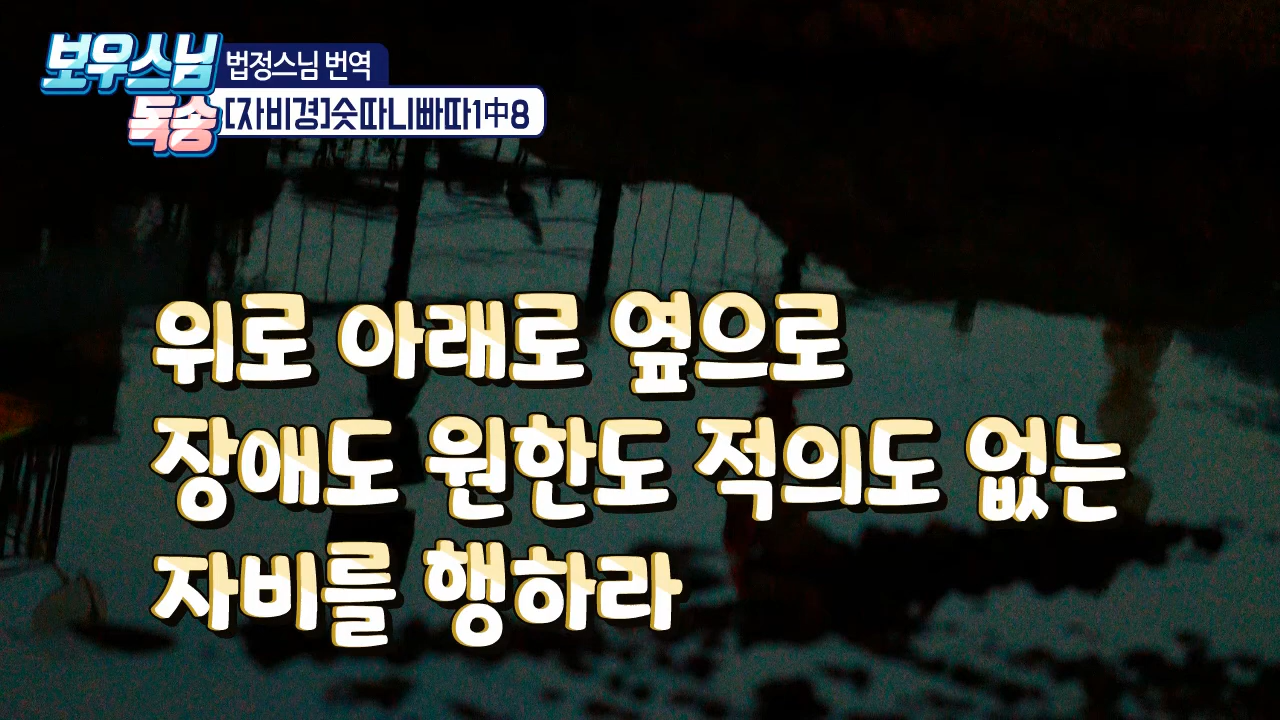 보우스님
독송
법정스님 번역
[자비경]숫따니빠따1中8
위로 아래로 옆으로
장애도 원한도 적의도 없는
자비를 행하라